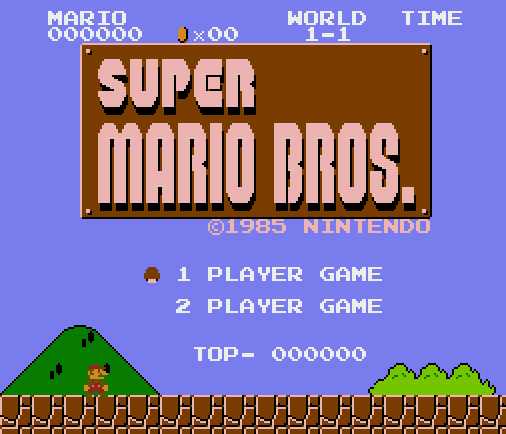 MARIO WORLD TIME
000000 ×00 1-1
SUPER
MARIO BROS.
©1985 NINTENDO
1 PLAYER GAME
2 PLAYER GAME
TOP- 000000